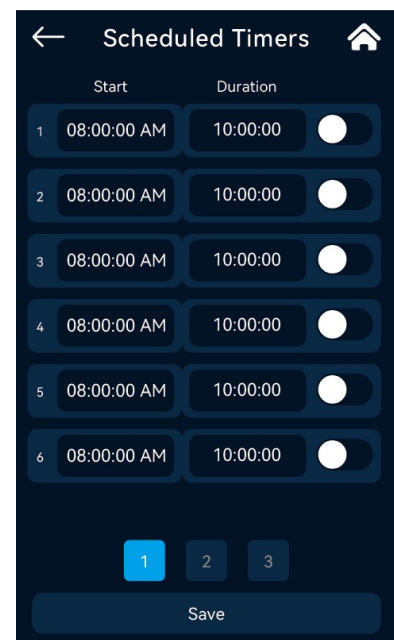 Scheduled Timers
Start Duration
1 08:00:00 AM 10:00:00
2 08:00:00 AM 10:00:00
3 08:00:00 AM 10:00:00
4 08:00:00 AM 10:00:00
5 08:00:00 AM 10:00:00
6 08:00:00 AM 10:00:00
1 2 3
Save